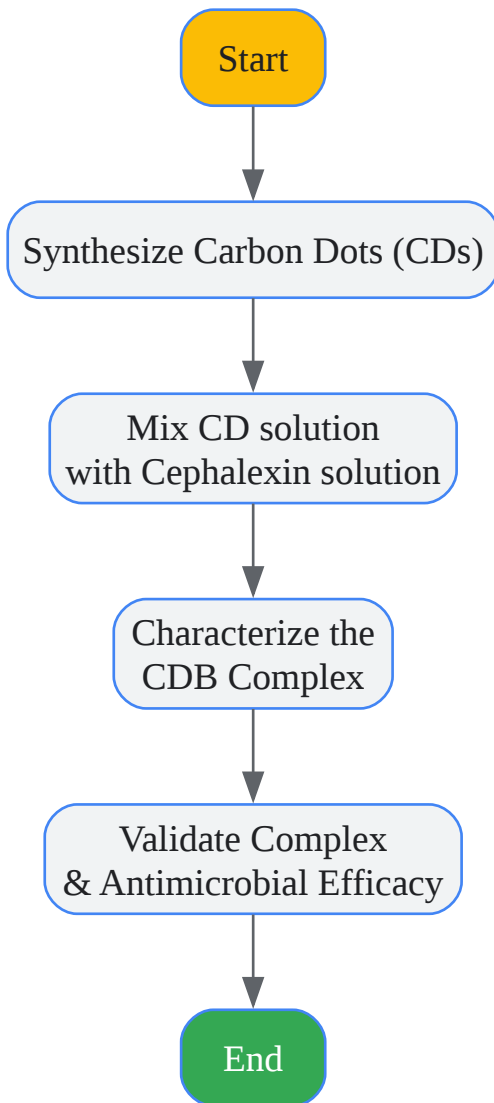 Start
Synthesize Carbon Dots (CDs)
Mix CD solution
with Cephalexin solution
Characterize the
CDB Complex
Validate Complex
& Antimicrobial Efficacy
End